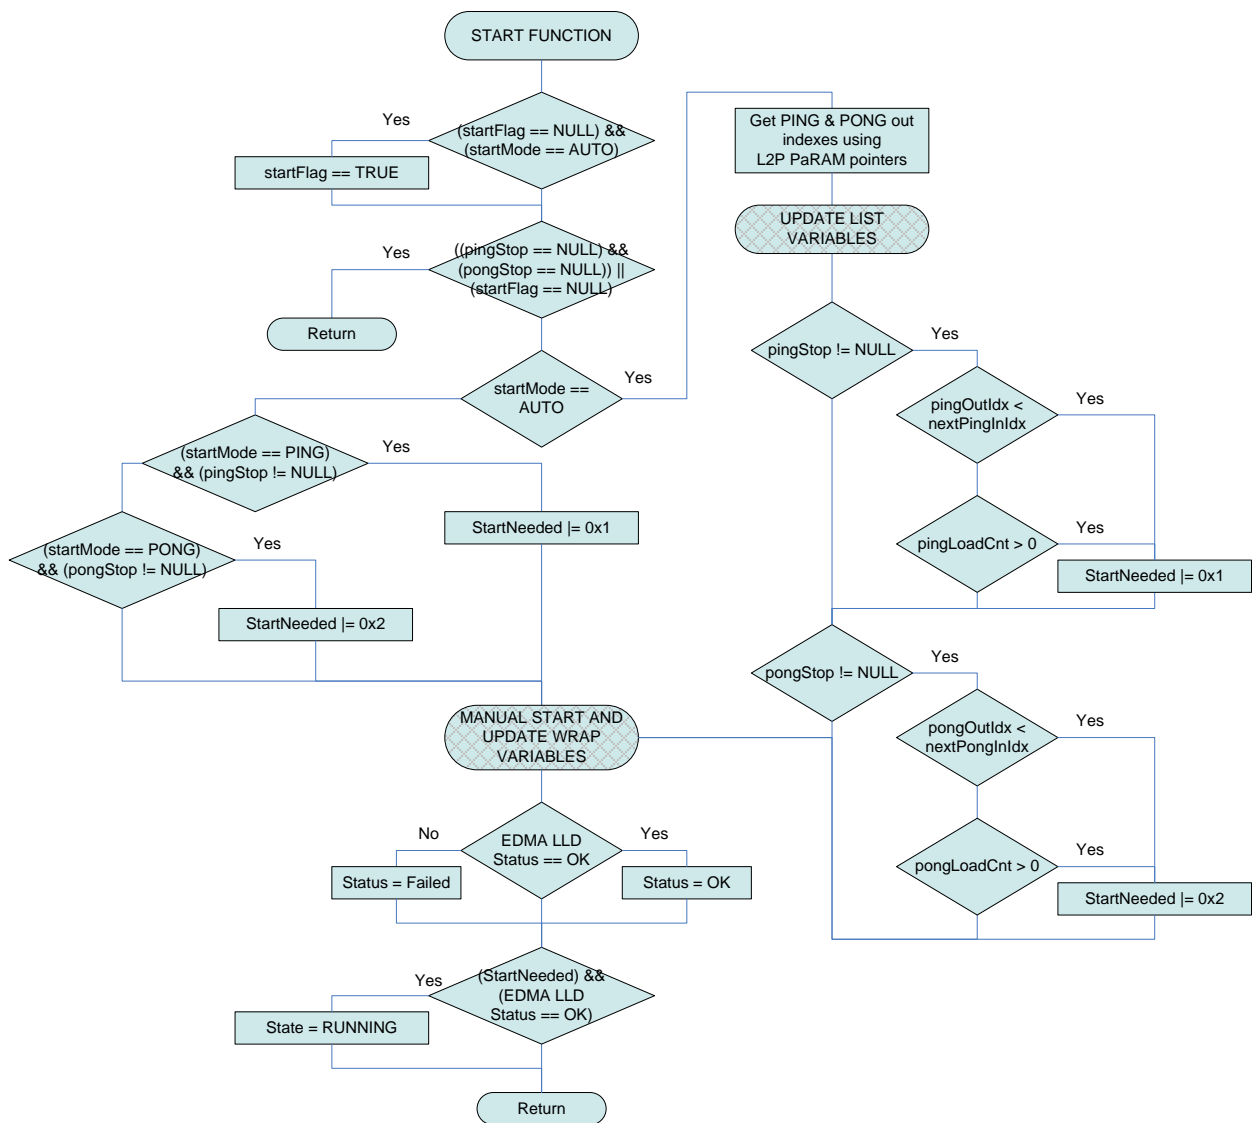 START FUNCTION
Yes
(startFlag == NULL) &&
(startMode == AUTO)
startFlag == TRUE
Yes
((pingStop == NULL) &&
(pongStop == NULL)) ||
(startFlag == NULL)
Return
startMode ==
AUTO
Yes
(startMode == PING)
&& (pingStop != NULL)
Yes
StartNeeded |= 0x1
(startMode == PONG)
&& (pongStop != NULL)
Yes
StartNeeded |= 0x2
Get PING & PONG out
indexes using
L2P PaRAM pointers
UPDATE LIST
VARIABLES
pingStop != NULL
Yes
pingOutIdx <
nextPingInIdx
Yes
pingLoadCnt > 0
Yes
StartNeeded |= 0x1
pongStop != NULL
Yes
pongOutIdx <
nextPongInIdx
Yes
pongLoadCnt > 0
Yes
StartNeeded |= 0x2
MANUAL START AND
UPDATE WRAP
VARIABLES
EDMA LLD
Status == OK
No
Yes
Status = Failed
Status = OK
(StartNeeded) &&
(EDMA LLD
Status == OK)
Yes
State = RUNNING
Return